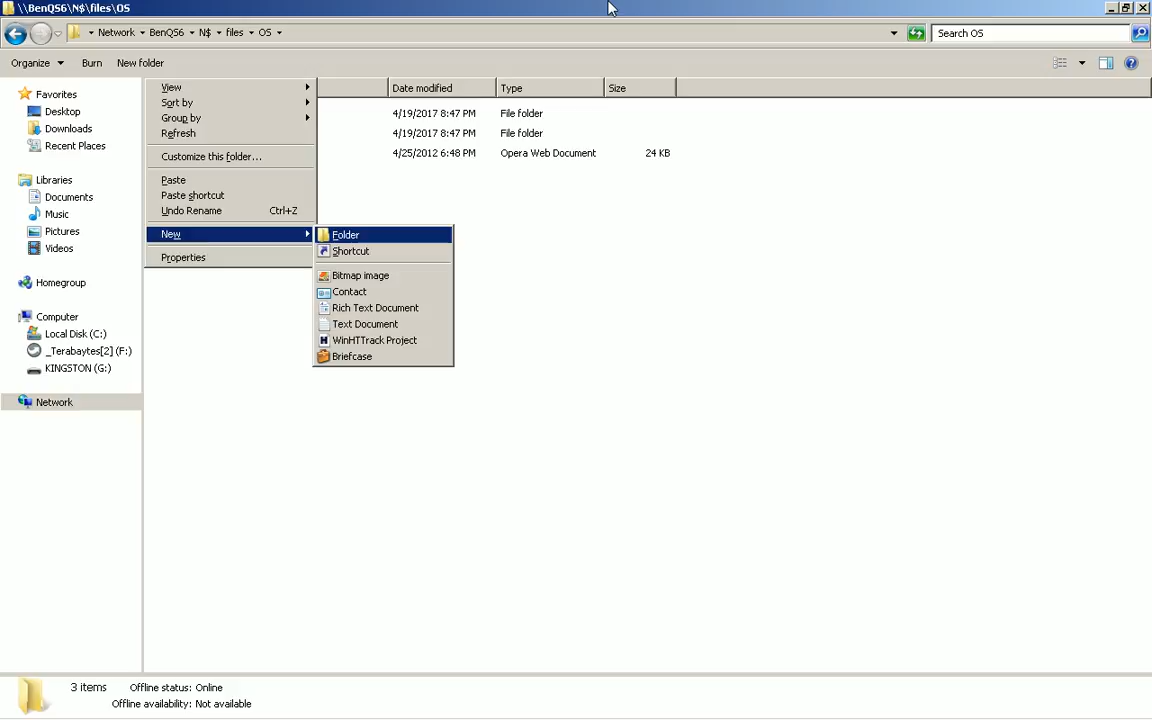 \\BenQS6\N$\files\OS
Network BenQS6 N$ files OS
Search OS
Organize Burn New folder
Date modified Type Size
4/19/2017 8:47 PM File folder
4/19/2017 8:47 PM File folder
4/25/2012 6:48 PM Opera Web Document 24 KB
Favorites
Desktop
Downloads
Recent Places
Libraries
Documents
Music
Pictures
Videos
Homegroup
Computer
Local Disk (C:)
_Terabaytes[2] (F:)
KINGSTON (G:)
Network
View
Sort by
Group by
Refresh
Customize this folder...
Paste
Paste shortcut
Undo Rename Ctrl+Z
New
Properties
Folder
Shortcut
Bitmap image
Contact
Rich Text Document
Text Document
WinHTTrack Project
Briefcase
3 items Offline status: Online
Offline availability: Not available